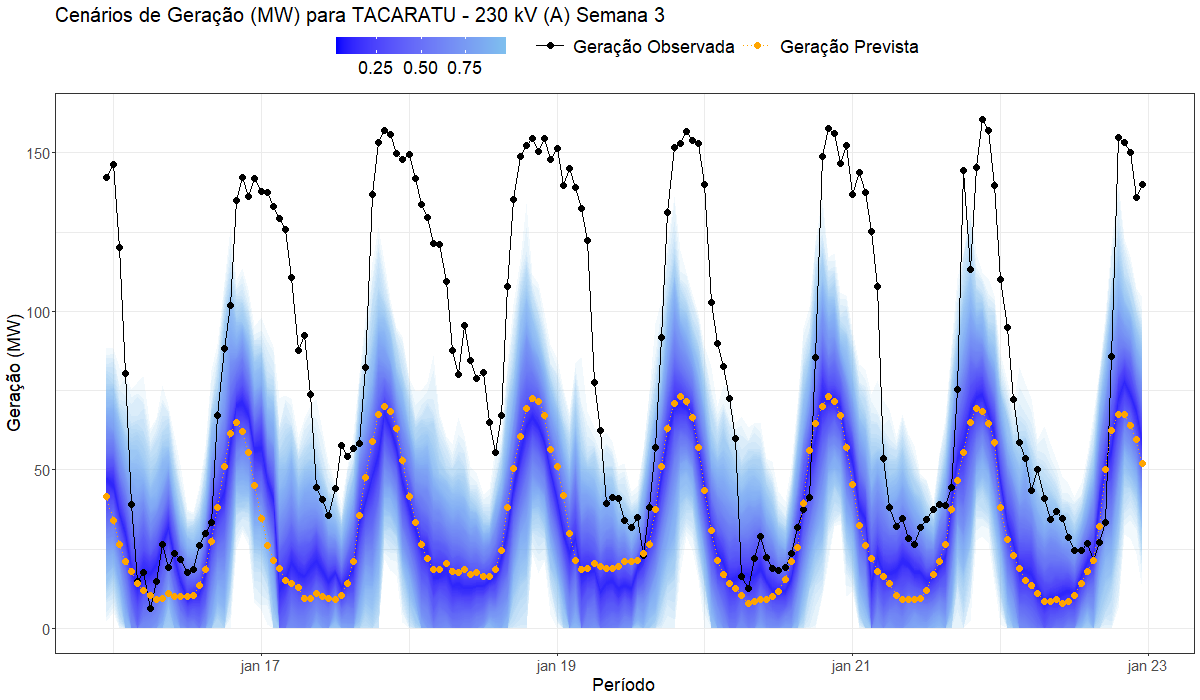 Cenários de Geração (MW) para TACARATU - 230 kV (A) Semana 3
0.25 0.50 0.75
Geração Observada
Geração Prevista
Geração (MW)
150
100
50
0
jan 17 jan 19 jan 21 jan 23
Período